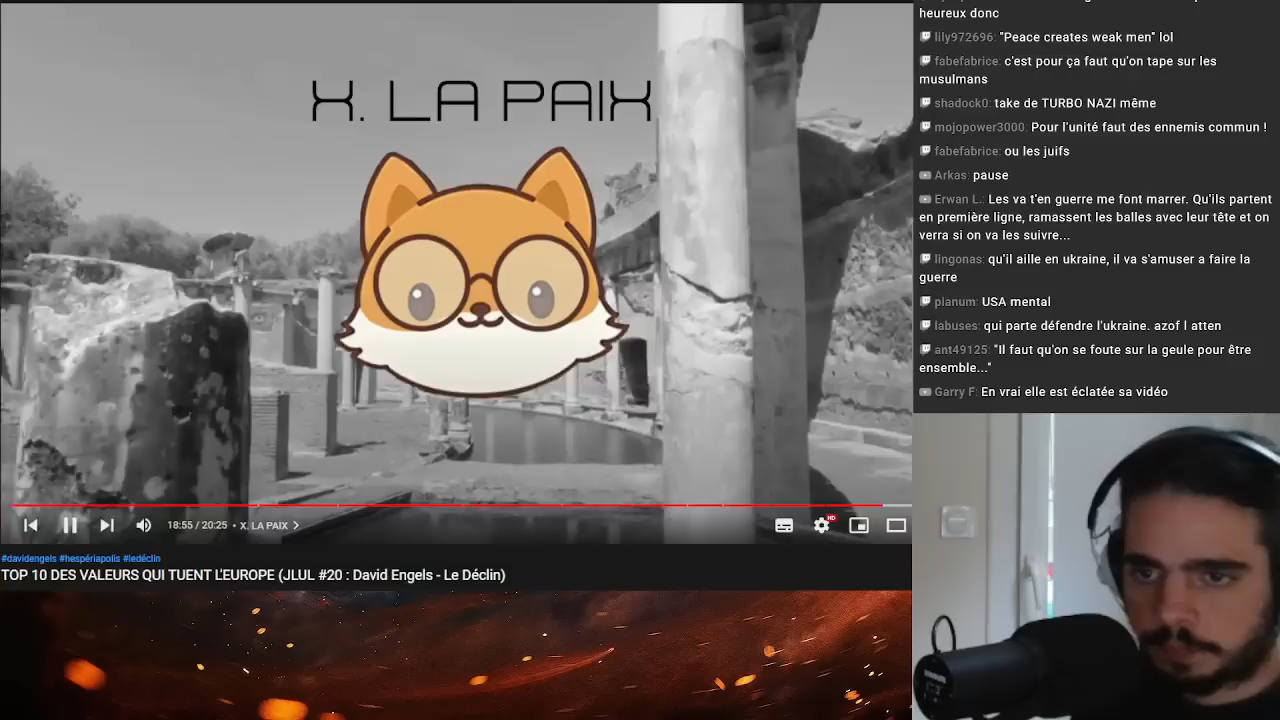 X. LA PAIX
18:55 / 20:25 • X. LA PAIX
HD
#davidengels #hespériapolis #ledéclin
TOP 10 DES VALEURS QUI TUENT L'EUROPE (JLUL #20 : David Engels - Le Déclin)
heureux donc
lily972696: "Peace creates weak men" lol
fabefabrice: c'est pour ça faut qu'on tape sur les
musulmans
shadock0: take de TURBO NAZI même
mojopower3000: Pour l'unité faut des ennemis commun !
fabefabrice: ou les juifs
Arkas: pause
Erwan L.: Les va t'en guerre me font marrer. Qu'ils partent
en première ligne, ramassent les balles avec leur tête et on
verra si on va les suivre...
lingonas: qu'il aille en ukraine, il va s'amuser a faire la
guerre
planum: USA mental
labuses: qui parte défendre l'ukraine. azof l atten
ant49125: "Il faut qu'on se foute sur la geule pour être
ensemble..."
Garry F: En vrai elle est éclatée sa vidéo